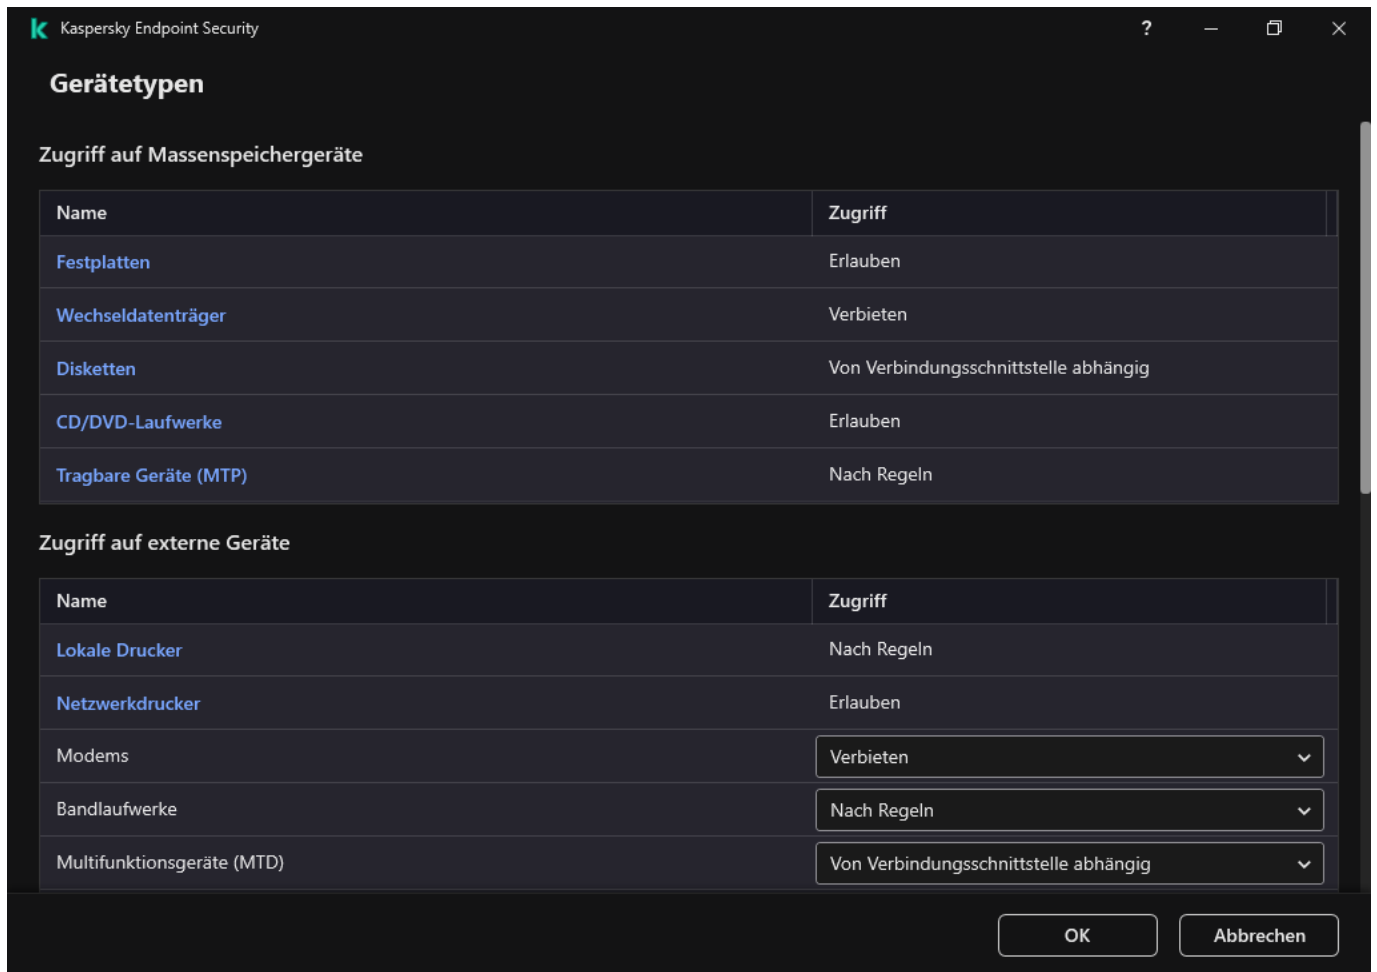 Kaspersky Endpoint Security ?
Gerätetypen
Zugriff auf Massenspeichergeräte
Name Zugriff
Festplatten Erlauben
Wechseldatenträger Verbieten
Disketten Von Verbindungsschnittstelle abhängig
CD/DVD-Laufwerke Erlauben
Tragbare Geräte (MTP) Nach Regeln
Zugriff auf externe Geräte
Name Zugriff
Lokale Drucker Nach Regeln
Netzwerkdrucker Erlauben
Modems Verbieten
Bandlaufwerke Nach Regeln
Multifunktionsgeräte (MTD) Von Verbindungsschnittstelle abhängig
OK Abbrechen